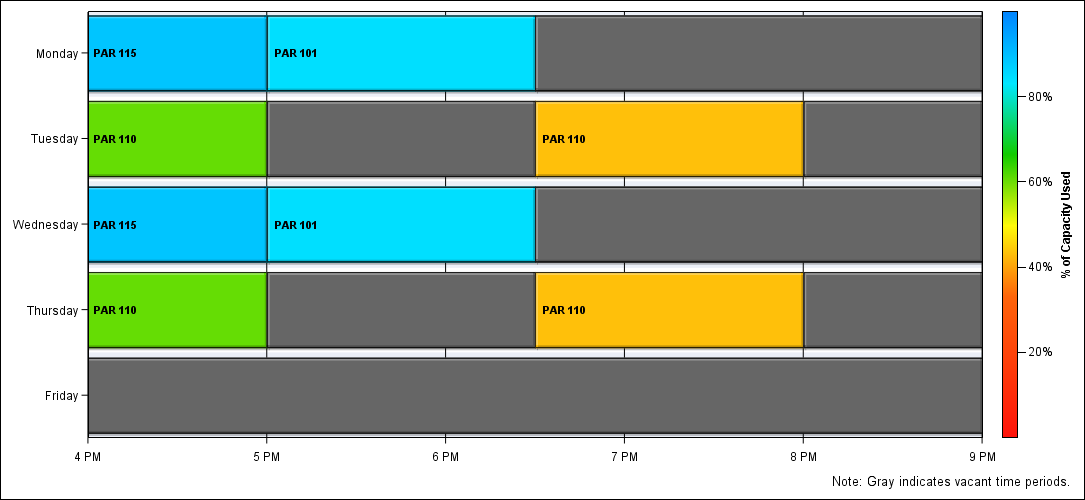 Monday
PAR 115
PAR 101
Tuesday
PAR 110
PAR 110
Wednesday
PAR 115
PAR 101
Thursday
PAR 110
PAR 110
Friday
4 PM
5 PM
6 PM
7 PM
8 PM
9 PM
80%
60%
40%
20%
% of Capacity Used
Note: Gray indicates vacant time periods.